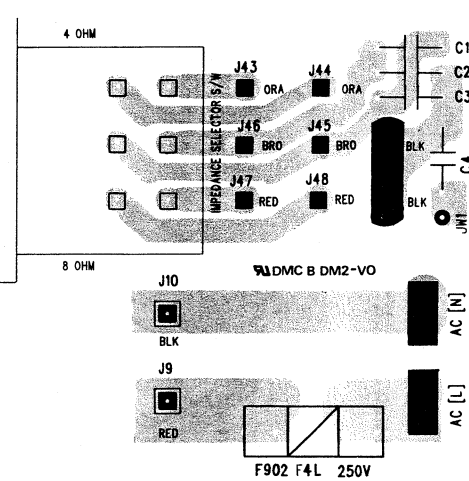 4 OHM
C1
J43
J44
C2
ORA
ORA
C3
IMPEDANCE SELECTOR S/W
J46
J45
BRO
BRO
BLK
C4
J47
J48
RED
RED
BLK
JW1
8 OHM
DMC B DM2-VO
J10
BLK
AC [N]
J9
RED
AC [L]
F902 F4L 250V